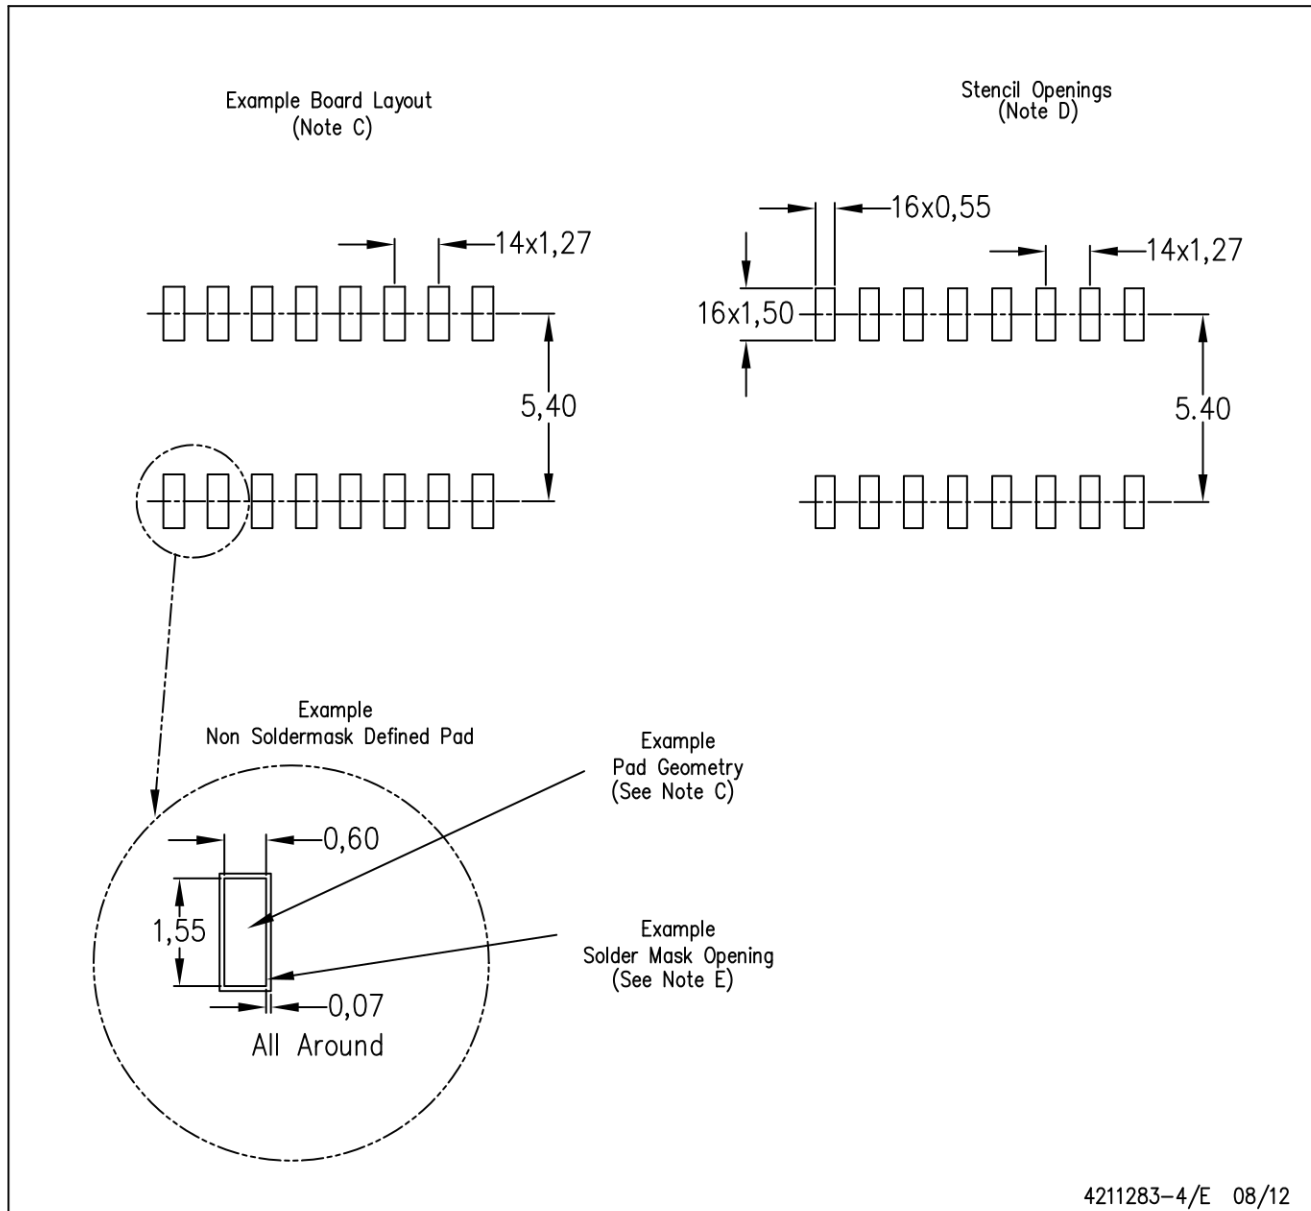 Example Board Layout
(Note C)
Stencil Openings
(Note D)
14x1,27
5,40
16x0,55
14x1,27
16x1,50
5.40
Example
Non Soldermask Defined Pad
Example
Pad Geometry
(See Note C)
0,60
1,55
Example
Solder Mask Opening
(See Note E)
0,07
All Around
4211283-4/E 08/12